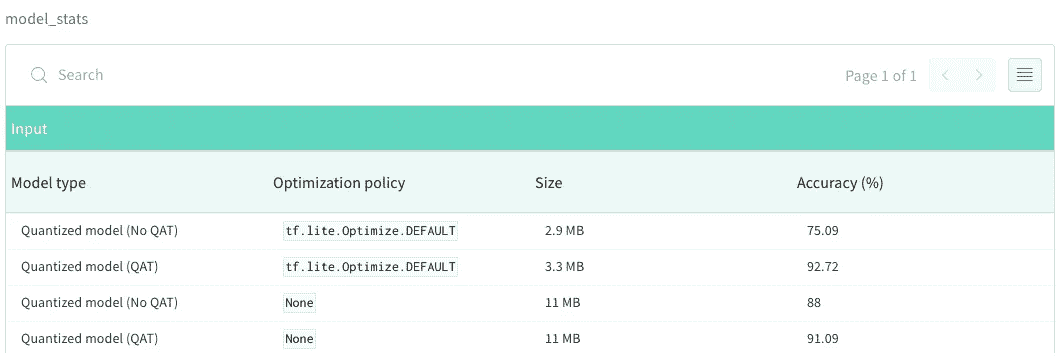 model_stats
Search Page 1 of 1
Input
Model type Optimization policy Size Accuracy (%)
Quantized model (No QAT) tf.lite.Optimize.DEFAULT 2.9 MB 75.09
Quantized model (QAT) tf.lite.Optimize.DEFAULT 3.3 MB 92.72
Quantized model (No QAT) None 11 MB 88
Quantized model (QAT) None 11 MB 91.09